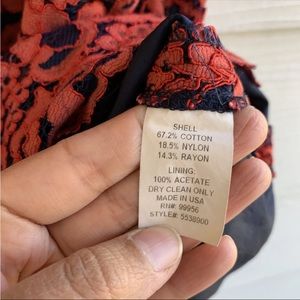 SHELL
67.2% COTTON
18.5% NYLON
14.3% RAYON
LINING:
100% ACETATE
DRY CLEAN ONLY
MADE IN USA
RN#: 99956
STYLE#: 5538900